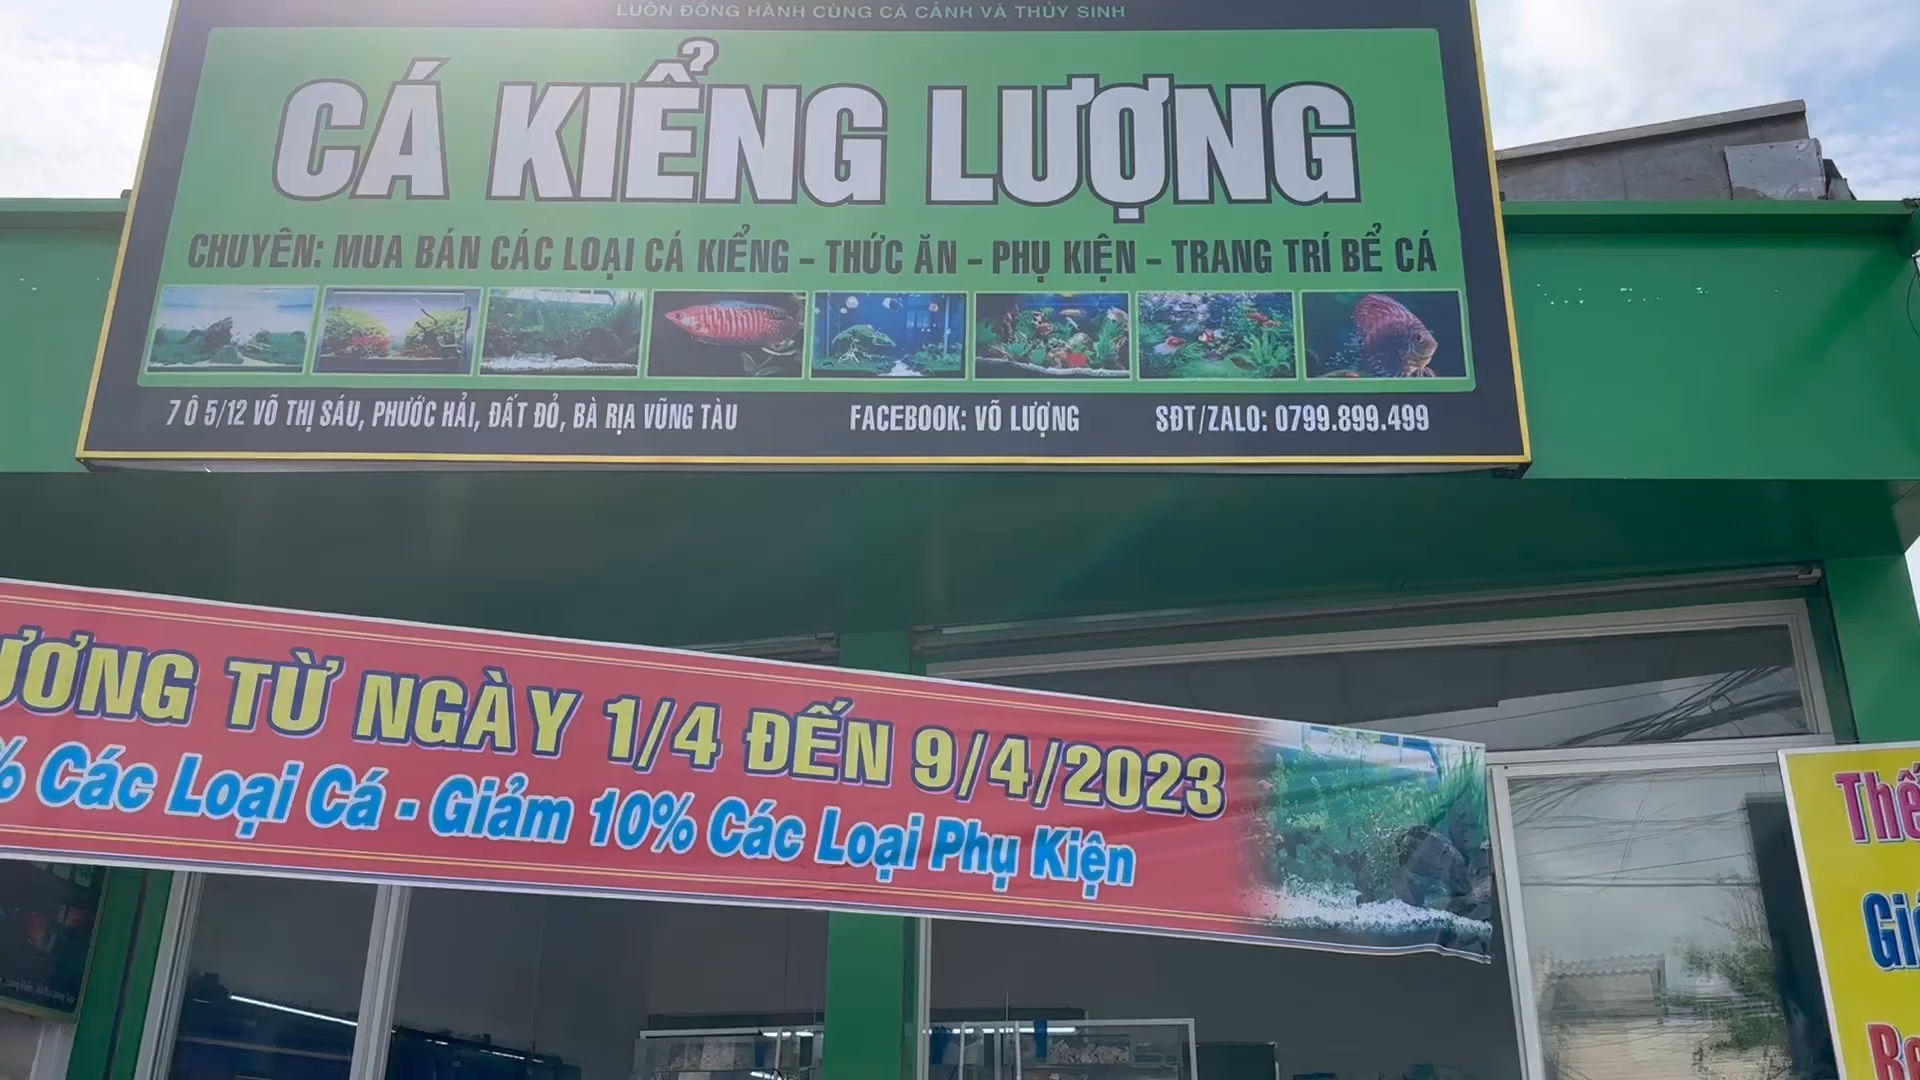 LUÔN ĐỒNG HÀNH CÙNG CÁ CẢNH VÀ THỦY SINH
CÁ KIỂNG LƯỢNG
CHUYÊN: MUA BÁN CÁC LOẠI CÁ KIỂNG – THỨC ĂN – PHỤ KIỆN – TRANG TRÍ BỂ CÁ
7 Ô 5/12 VÕ THỊ SÁU, PHƯỚC HẢI, ĐẤT ĐỎ, BÀ RỊA VŨNG TÀU FACEBOOK: VÕ LƯỢNG SĐT/ZALO: 0799.899.499
ƯƠNG TỪ NGÀY 1/4 ĐẾN 9/4/2023
% Các Loại Cá - Giảm 10% Các Loại Phụ Kiện